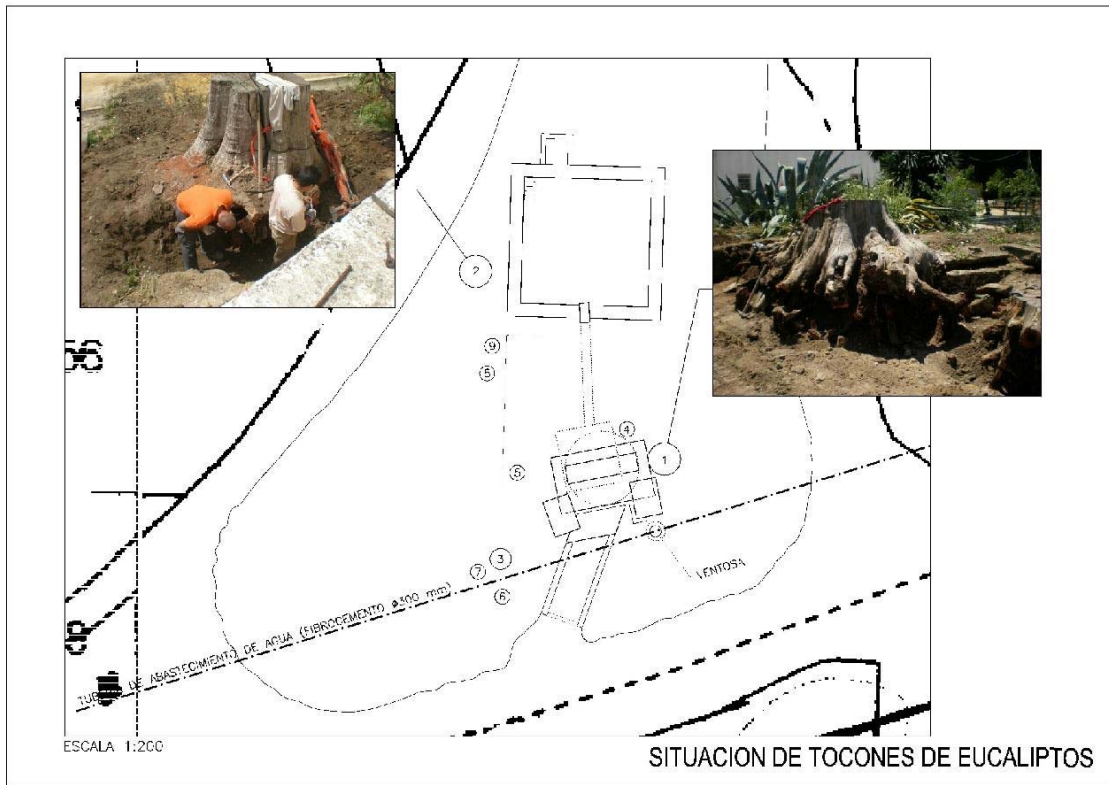 2
1
9
5
4
5
3
7
6
VENTOSA
DE ABASTECIMIENTO DE AGUA (FIBROCEMENTO ø300 mm)
ESCALA 1:200
SITUACION DE TOCONES DE EUCALIPTOS